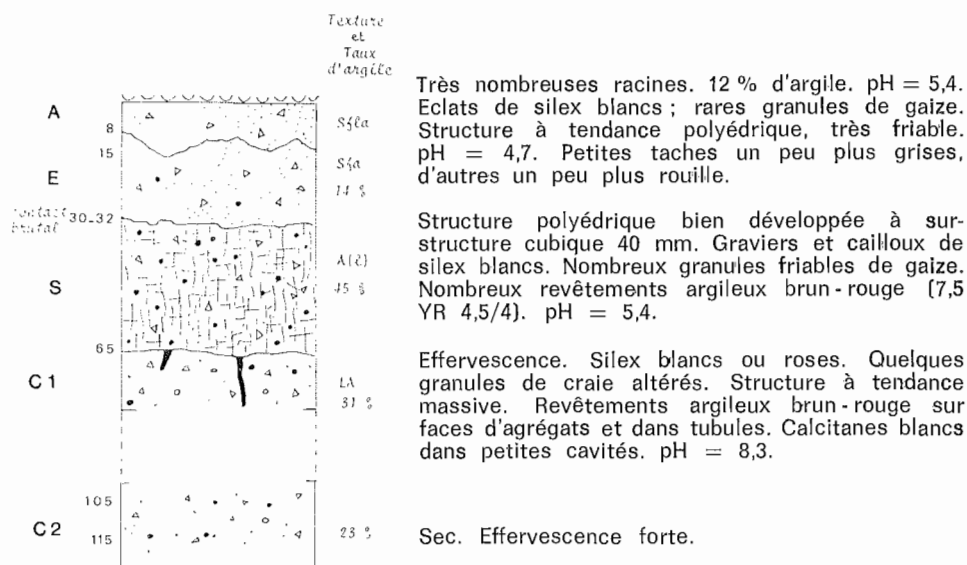 Texture
et
Taux
d'argile
A
8
15
E
contact
brutal
30-32
S
65
C1
C2
105
115
Sfla
Sfa
14 %
A(l)
45 %
LA
31 %
23 %
Très nombreuses racines. 12 % d'argile. pH = 5,4.
Eclats de silex blancs ; rares granules de gaize.
Structure à tendance polyédrique, très friable.
pH = 4,7. Petites taches un peu plus grises,
d'autres un peu plus rouille.
Structure polyédrique bien développée à sur-
structure cubique 40 mm. Graviers et cailloux de
silex blancs. Nombreux granules friables de gaize.
Nombreux revêtements argileux brun-rouge (7,5
YR 4,5/4). pH = 5,4.
Effervescence. Silex blancs ou roses. Quelques
granules de craie altérés. Structure à tendance
massive. Revêtements argileux brun-rouge sur
faces d'agrégats et dans tubules. Calcitanes blancs
dans petites cavités. pH = 8,3.
Sec. Effervescence forte.